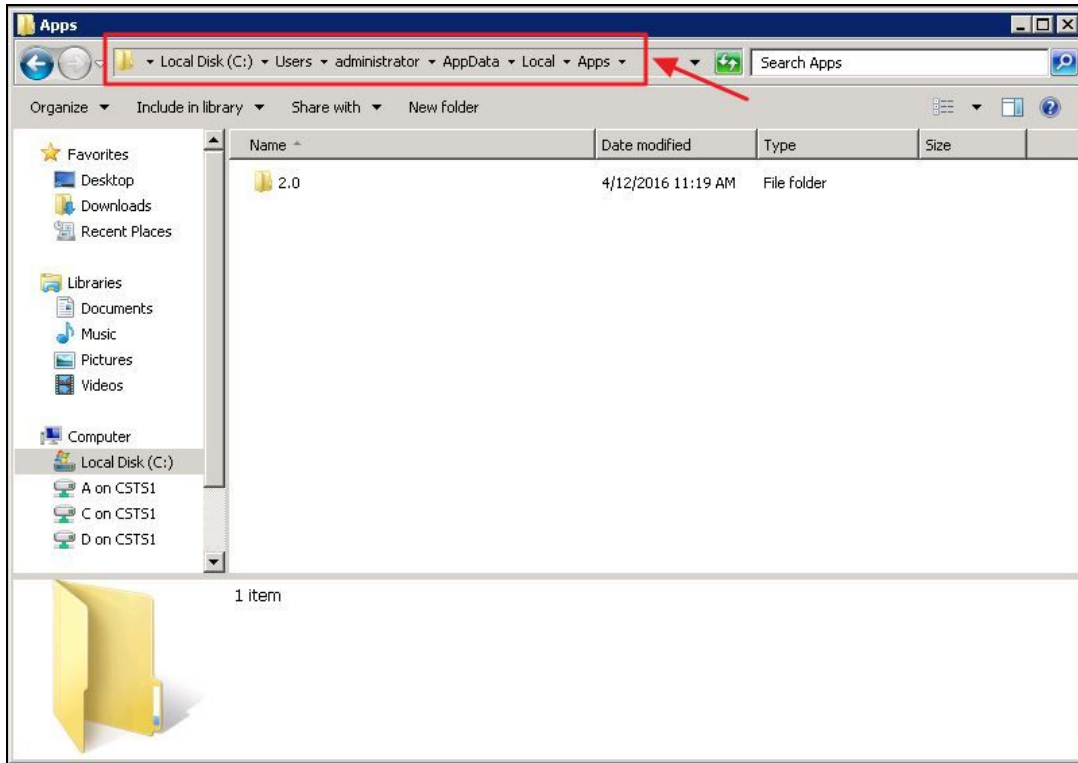 Apps
Local Disk (C:) Users administrator AppData Local Apps
Search Apps
Organize Include in library Share with New folder
Name Date modified Type Size
2.0 4/12/2016 11:19 AM File folder
Favorites
Desktop
Downloads
Recent Places
Libraries
Documents
Music
Pictures
Videos
Computer
Local Disk (C:)
A on CSTS1
C on CSTS1
D on CSTS1
1 item